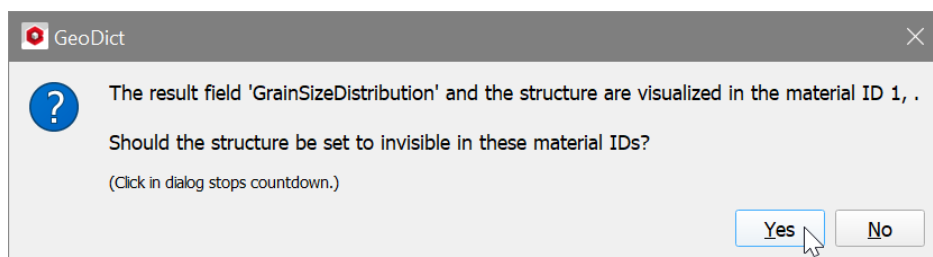 GeoDict
The result field 'GrainSizeDistribution' and the structure are visualized in the material ID 1, .
Should the structure be set to invisible in these material IDs?
(Click in dialog stops countdown.)
Yes No